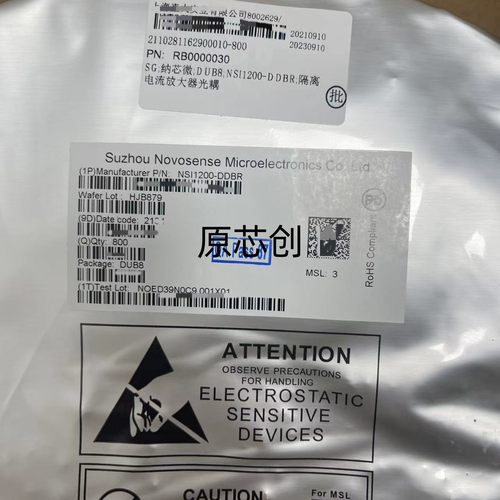 20210910
20230910
2110281162900010-800
PN: RB0000030
SG,纳芯微,DUB8,NSI1200-DDBR,隔离
电流放大器光耦
批
Suzhou Novosense Microelectronics Co., Ltd
(1P)Manufacturer P/N: NSI1200-DDBR
Wafer Lot: HJB879
(9D)Date code:
(Q)Qty: 800
Package: DUB8
(1T)Test Lot: NOED39N0C9.001X01
原芯创
MSL: 3
RoHS Compliant
Pb
ATTENTION
OBSERVE PRECAUTIONS
FOR HANDLING
ELECTROSTATIC
SENSITIVE
DEVICES
CAUTION
For MSL